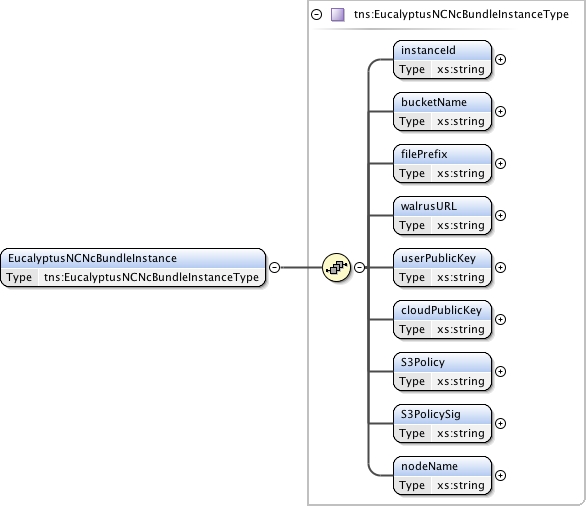 tns:EucalyptusNCNcBundleInstanceType
instanceId
Type xs:string
bucketName
Type xs:string
filePrefix
Type xs:string
walrusURL
Type xs:string
EucalyptusNCNcBundleInstance
Type tns:EucalyptusNCNcBundleInstanceType
userPublicKey
Type xs:string
cloudPublicKey
Type xs:string
S3Policy
Type xs:string
S3PolicySig
Type xs:string
nodeName
Type xs:string